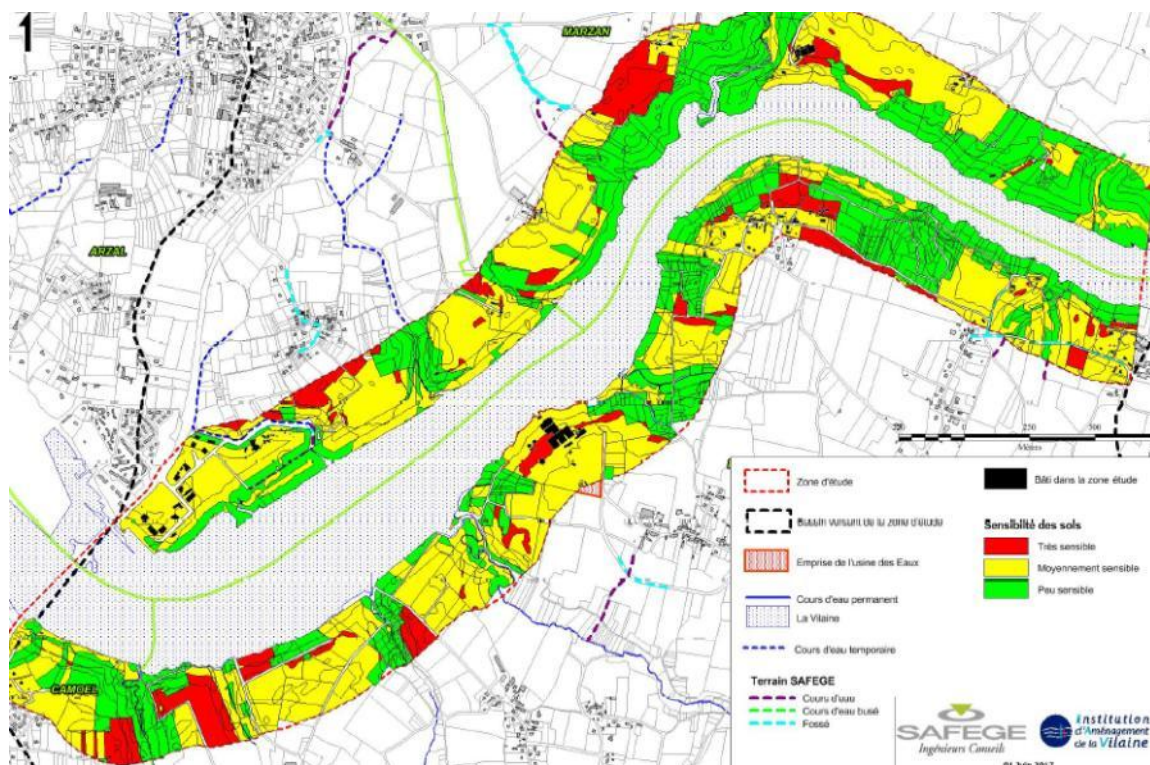 1
MARZAN
ARZAL
CAMOEL
250
500
Mètres
Zone d'étude
Bassin versant de la zone d'étude
Emprise de l'usine des Eaux
Cours d'eau permanent
La Vilaine
Cours d'eau temporaire
Terrain SAFEGE
Cours d'eau
Cours d'eau busé
Fossé
Bâti dans la zone étude
Sensibilité des sols
Très sensible
Moyennement sensible
Peu sensible
SAFEGE
Ingénieurs Conseils
Institution
d'Aménagement
de la Vilaine